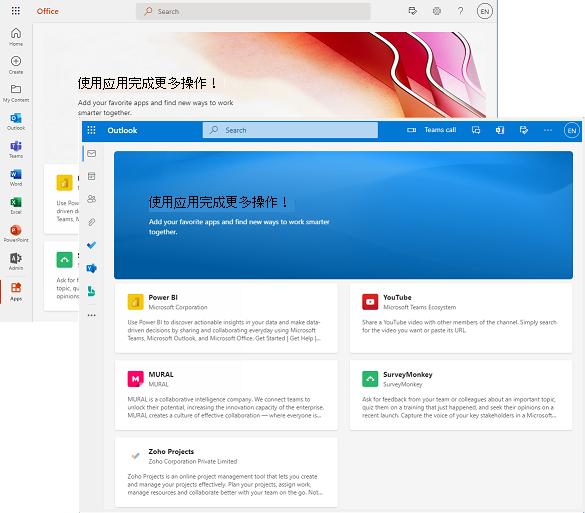 Office
Search
EN
Home
Create
My Content
Outlook
Teams
Word
Excel
PowerPoint
Admin
Apps
使用应用完成更多操作！
Add your favorite apps and find new ways to work
smarter together.
Use Po
driven d
Teams, M
Ask for f
topic, qu
opinions
Outlook
Search
Teams call
EN
使用应用完成更多操作！
Add your favorite apps and find new ways to work smarter
together.
Power BI
Microsoft Corporation
Use Power BI to discover actionable insights in your data and make data-
driven decisions by sharing and collaborating everyday using Microsoft
Teams, Microsoft Outlook, and Microsoft Office. Get Started | Get Help |...
YouTube
Microsoft Teams Ecosystem
Share a YouTube video with other members of the channel. Simply search
for the video you want or paste its URL.
MURAL
MURAL
MURAL is a collaborative intelligence company. We connect teams to
unlock their potential, increasing the innovation capacity of the enterprise.
MURAL creates a culture of effective collaboration — where everyone is...
SurveyMonkey
SurveyMonkey
Ask for feedback from your team or colleagues about an important topic,
quiz them on a training that just happened, and seek their opinions on a
recent launch. Capture the voice of your key stakeholders in a Microsoft...
Zoho Projects
Zoho Corporation Private Limited
Zoho Projects is an online project management tool that lets you create
and manage your projects effectively. Plan your projects, assign work,
manage resources and collaborate better with your team on the go. Not...